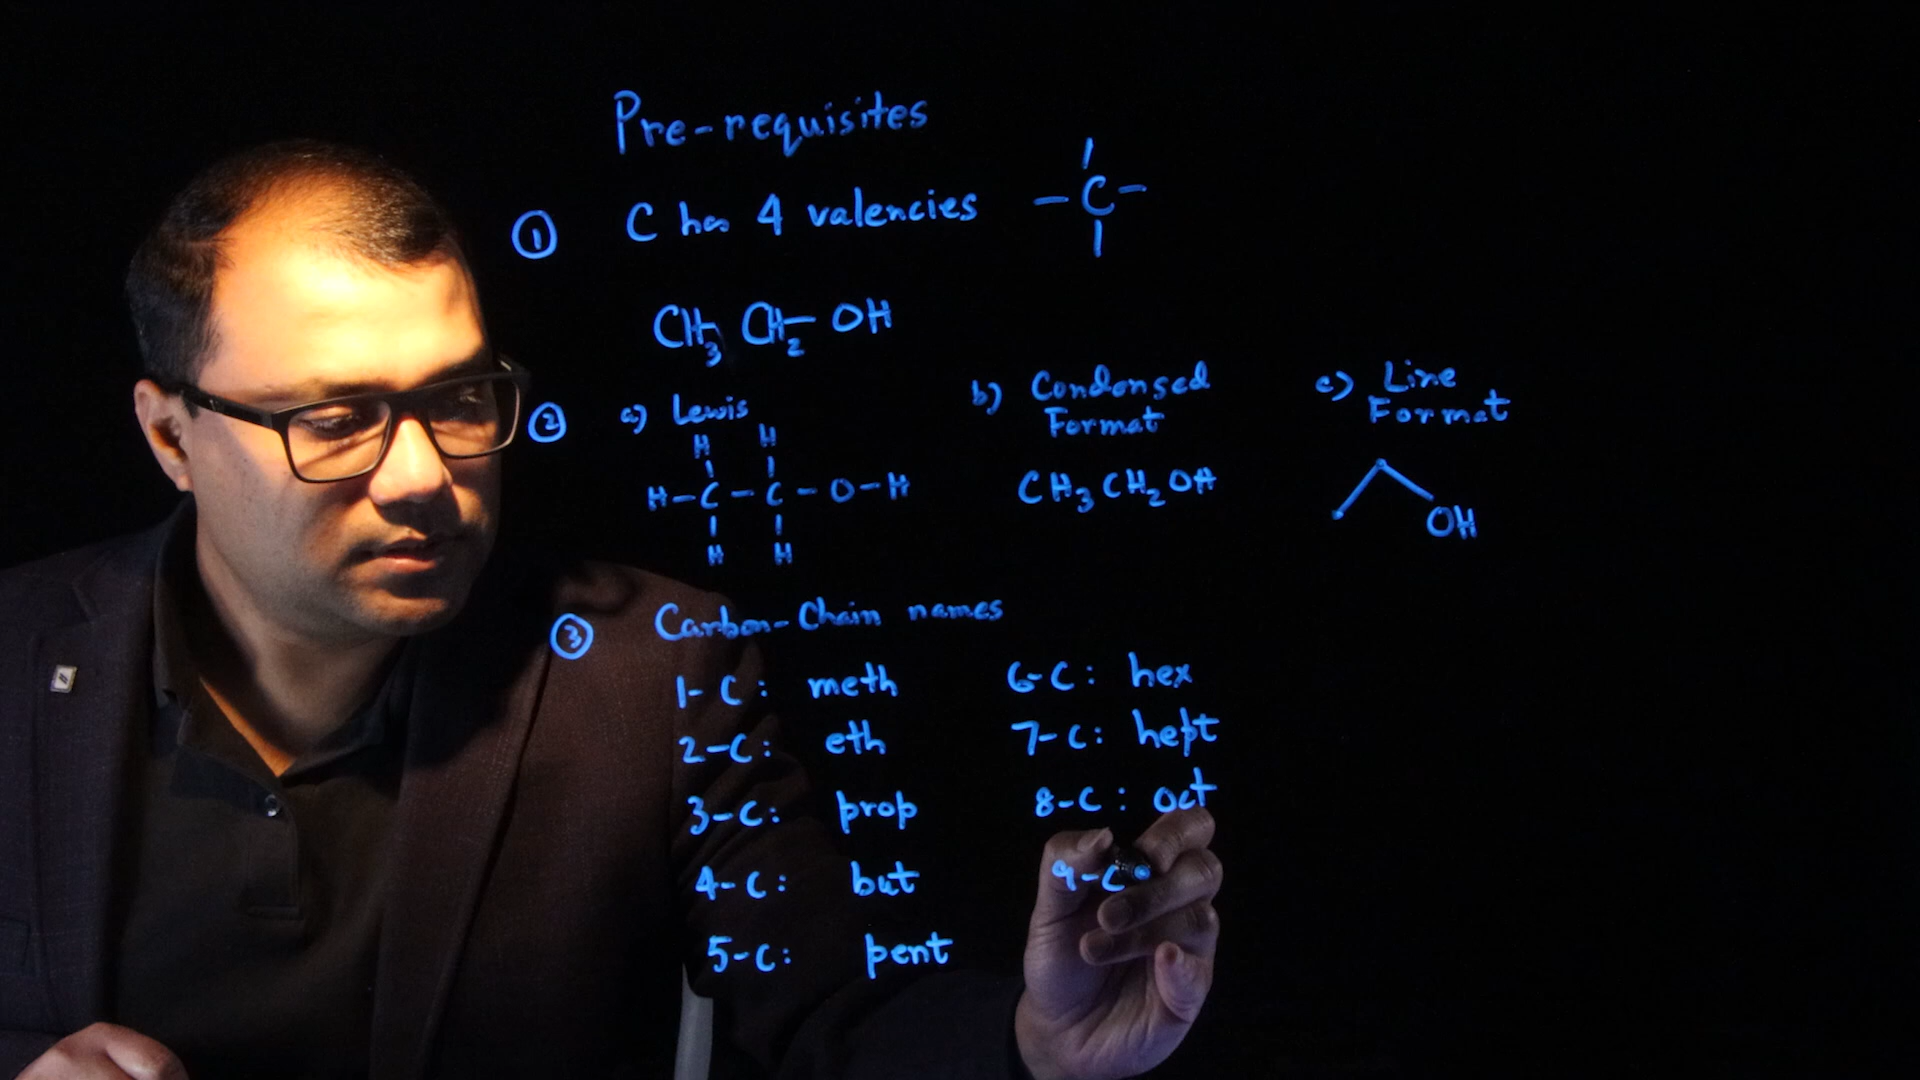 Pre-requisites
① C has 4 valencies
- C -
CH3 CH2- OH
② a) Lewis
b) Condensed Format
c) Line Format
H H
H - C - C - O - H
H H
CH3CH2OH
OH
③ Carbon-Chain names
1- C : meth
2-C : eth
3-C : prop
4-C : but
5-C : pent
6-C : hex
7-C : hept
8-C : oct
9-C